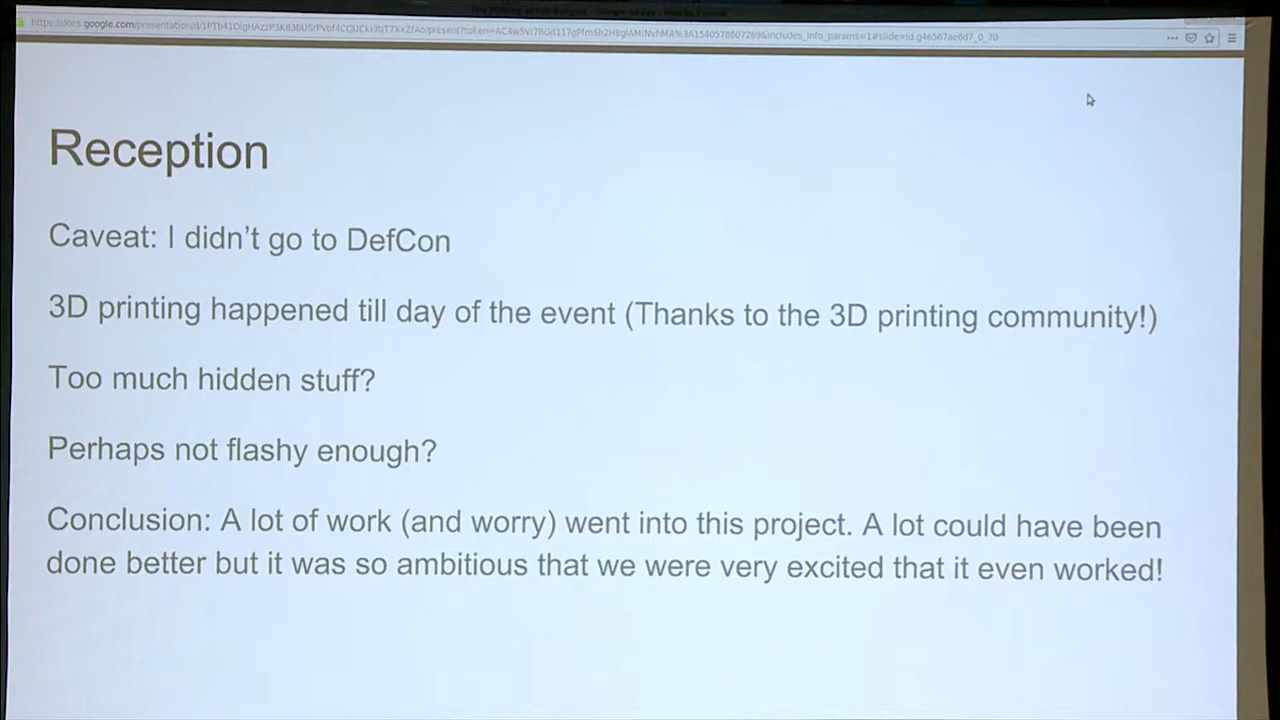 Reception
Caveat: I didn't go to DefCon
3D printing happened till day of the event (Thanks to the 3D printing community!)
Too much hidden stuff?
Perhaps not flashy enough?
Conclusion: A lot of work (and worry) went into this project. A lot could have been
done better but it was so ambitious that we were very excited that it even worked!